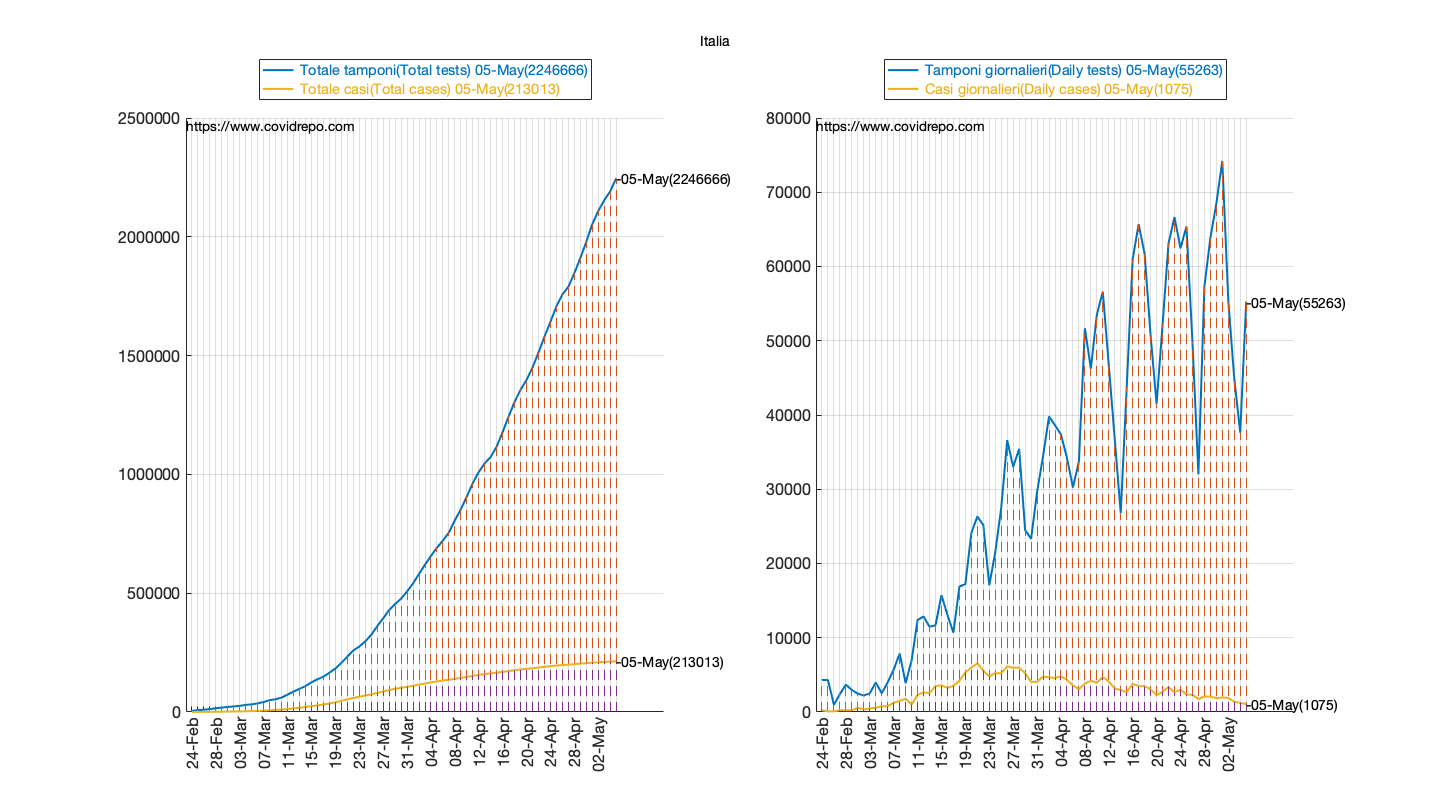 Italia
Totale tamponi(Total tests) 05-May(2246666)
Totale casi(Total cases) 05-May(213013)
2500000
https://www.covidrepo.com
05-May(2246666)
2000000
1500000
1000000
500000
05-May(213013)
0
24-Feb
28-Feb
03-Mar
07-Mar
11-Mar
15-Mar
19-Mar
23-Mar
27-Mar
31-Mar
04-Apr
08-Apr
12-Apr
16-Apr
20-Apr
24-Apr
28-Apr
02-May
Tamponi giornalieri(Daily tests) 05-May(55263)
Casi giornalieri(Daily cases) 05-May(1075)
80000
https://www.covidrepo.com
70000
60000
05-May(55263)
50000
40000
30000
20000
10000
05-May(1075)
0
24-Feb
28-Feb
03-Mar
07-Mar
11-Mar
15-Mar
19-Mar
23-Mar
27-Mar
31-Mar
04-Apr
08-Apr
12-Apr
16-Apr
20-Apr
24-Apr
28-Apr
02-May